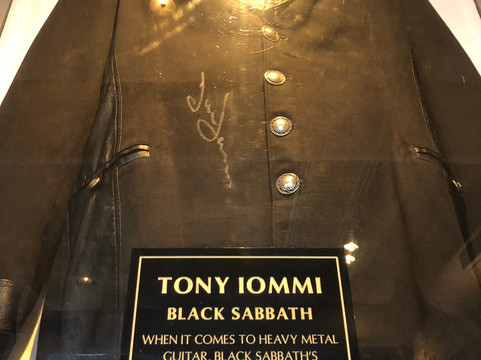 TONY IOMMI
BLACK SABBATH
WHEN IT COMES TO HEAVY METAL
GUITAR, BLACK SABBATH'S